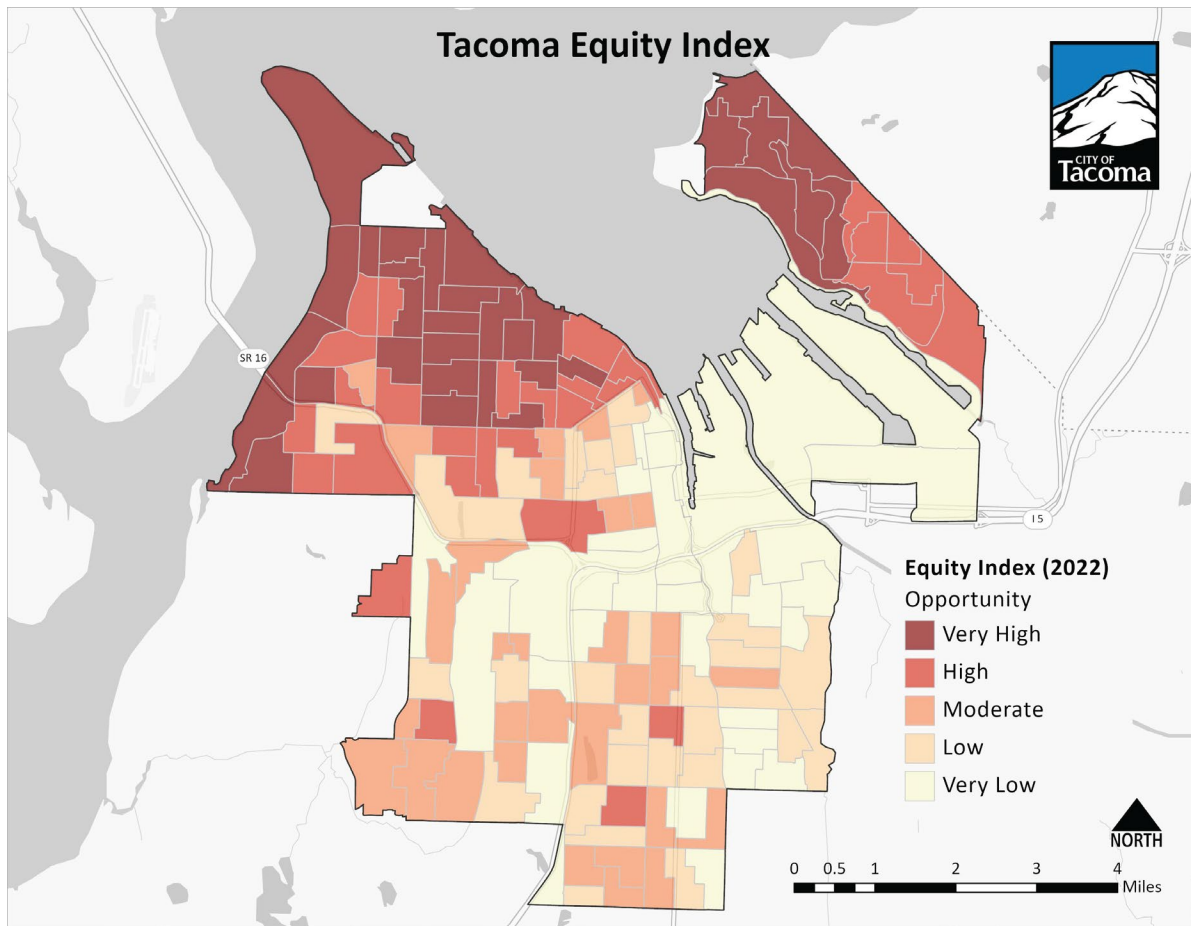 Tacoma Equity Index
CITY OF
Tacoma
SR 16
I 5
Equity Index (2022)
Opportunity
Very High
High
Moderate
Low
Very Low
NORTH
0 0.5 1 2 3 4
Miles